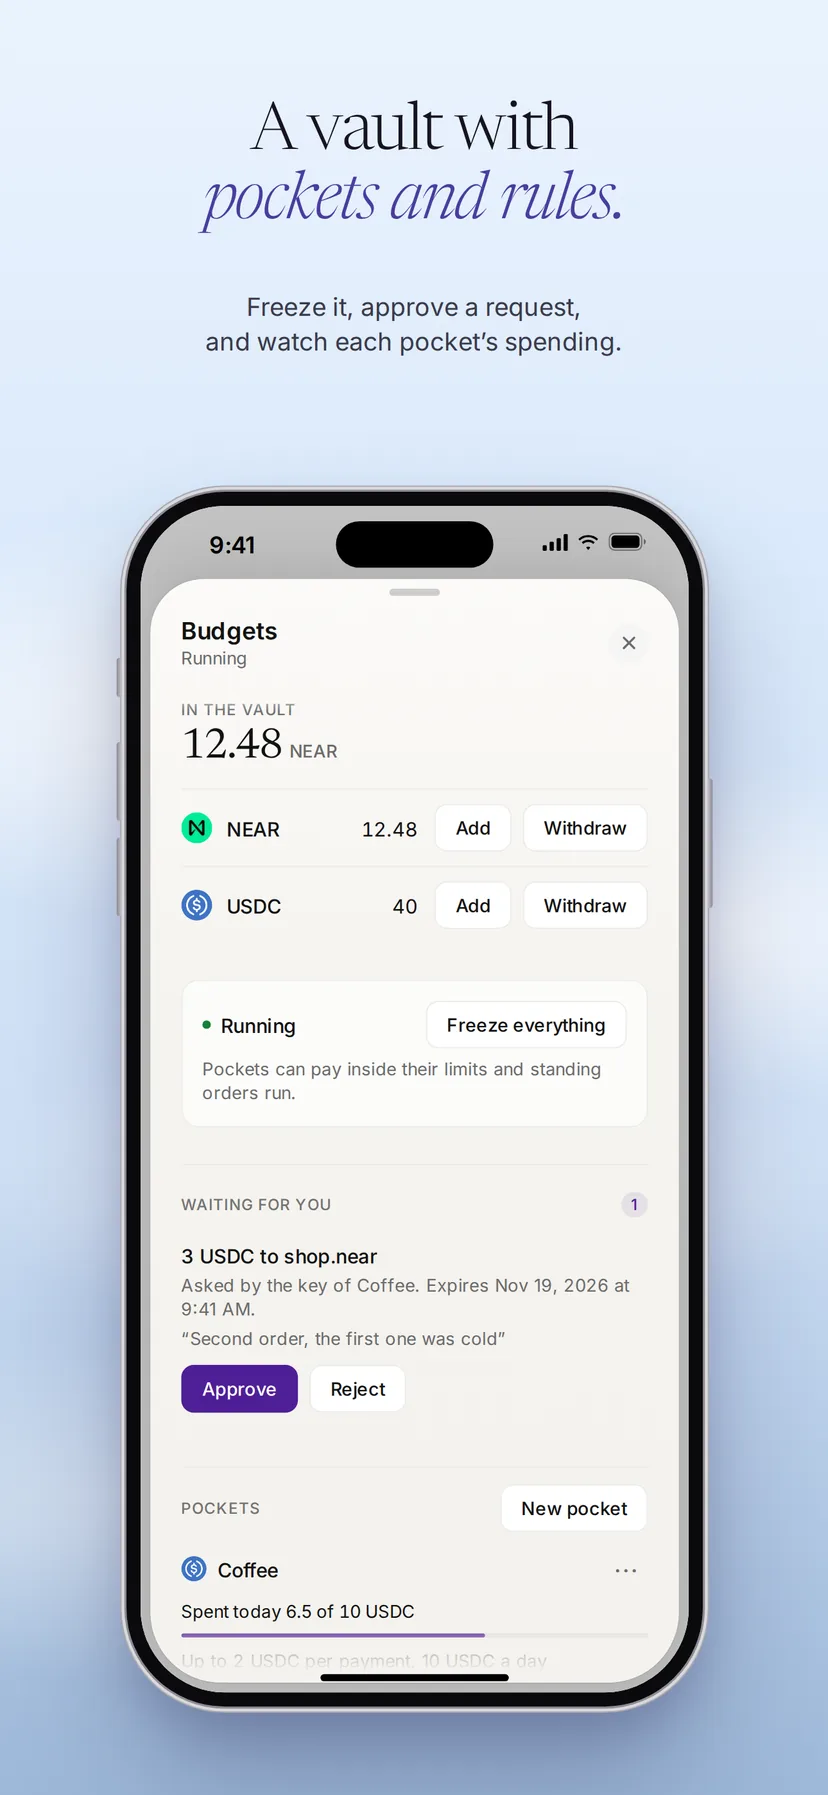 A vault with
pockets and rules.
Freeze it, approve a request,
and watch each pocket’s spending.
9:41
Budgets
Running
IN THE VAULT
12.48 NEAR
NEAR 12.48 Add Withdraw
USDC 40 Add Withdraw
Running Freeze everything
Pockets can pay inside their limits and standing
orders run.
WAITING FOR YOU 1
3 USDC to shop.near
Asked by the key of Coffee. Expires Nov 19, 2026 at
9:41 AM.
“Second order, the first one was cold”
Approve Reject
POCKETS New pocket
Coffee
Spent today 6.5 of 10 USDC
Up to 2 USDC per payment, 10 USDC a day